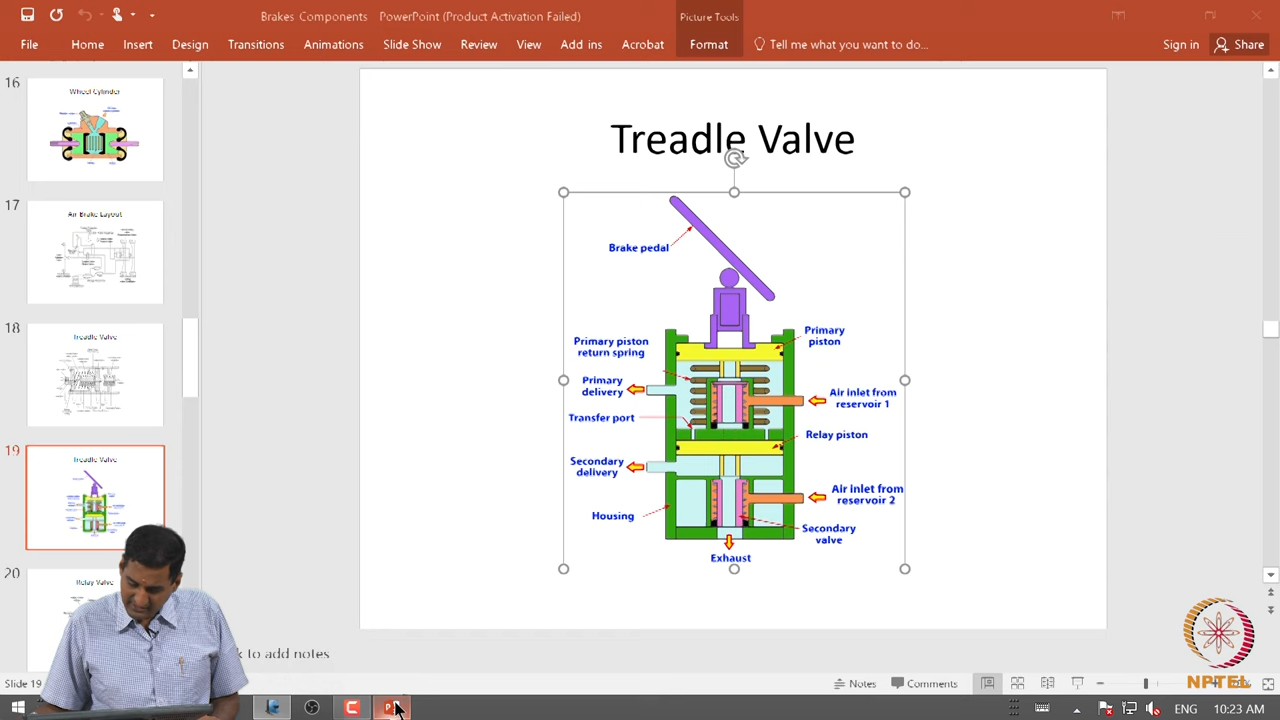 Brakes Components PowerPoint (Product Activation Failed)
Picture Tools
File Home Insert Design Transitions Animations Slide Show Review View Add ins Acrobat Format Tell me what you want to do... Sign in Share
16
Wheel Cylinder
17
Air Brake Layout
18
Treadle Valve
19
Treadle Valve
20
Relay Valve
Treadle Valve
Brake pedal
Primary
piston
Primary piston
return spring
Primary
delivery
Air inlet from
reservoir 1
Transfer port
Relay piston
Secondary
delivery
Air inlet from
reservoir 2
Housing
Secondary
valve
Exhaust
k to add notes
NPTEL
Slide 19
Notes Comments
ENG 10:23 AM